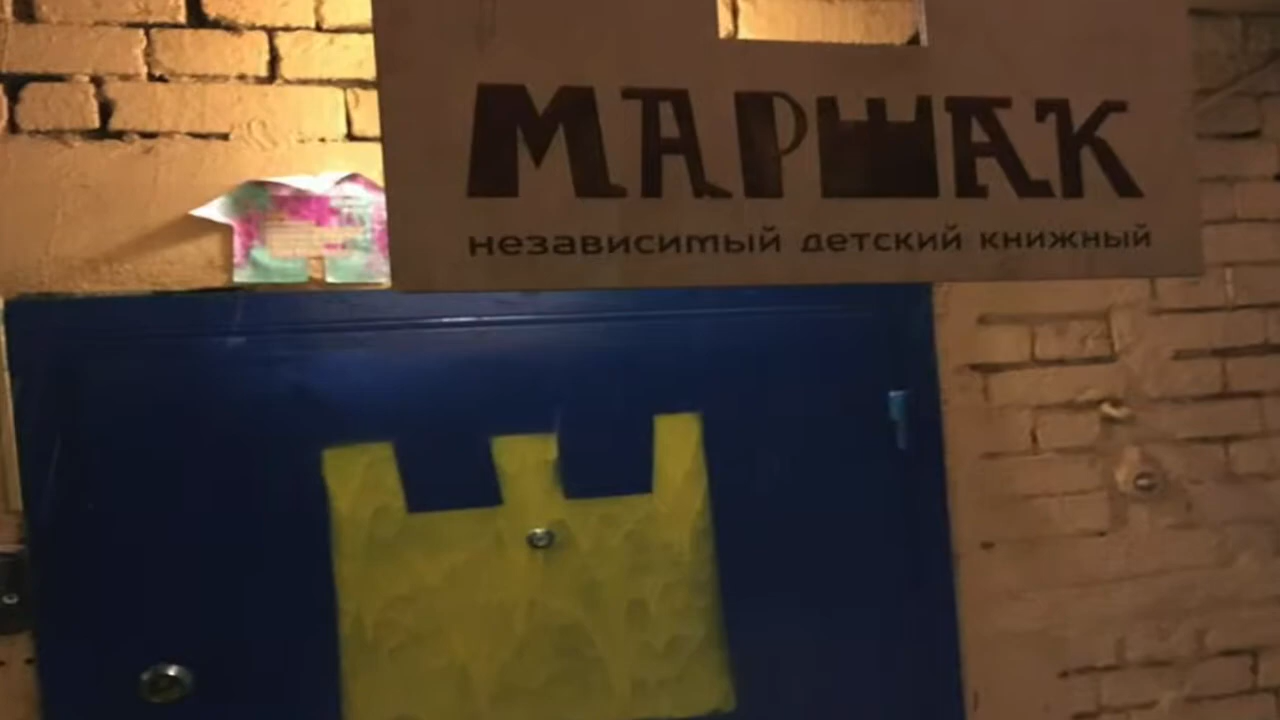 МАРШАК
независимый детский книжный